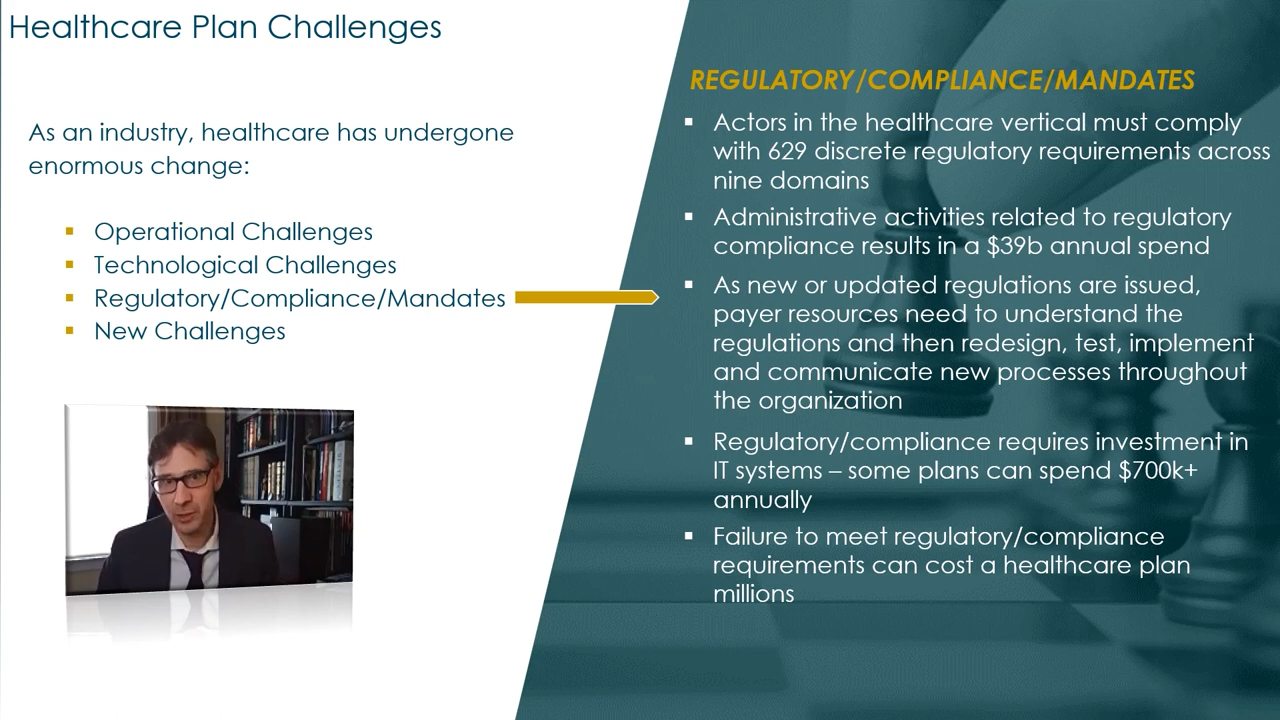 Healthcare Plan Challenges
As an industry, healthcare has undergone
enormous change:
▪ Operational Challenges
▪ Technological Challenges
▪ Regulatory/Compliance/Mandates
▪ New Challenges
REGULATORY/COMPLIANCE/MANDATES
▪ Actors in the healthcare vertical must comply
with 629 discrete regulatory requirements across
nine domains
▪ Administrative activities related to regulatory
compliance results in a $39b annual spend
▪ As new or updated regulations are issued,
payer resources need to understand the
regulations and then redesign, test, implement
and communicate new processes throughout
the organization
▪ Regulatory/compliance requires investment in
IT systems – some plans can spend $700k+
annually
▪ Failure to meet regulatory/compliance
requirements can cost a healthcare plan
millions